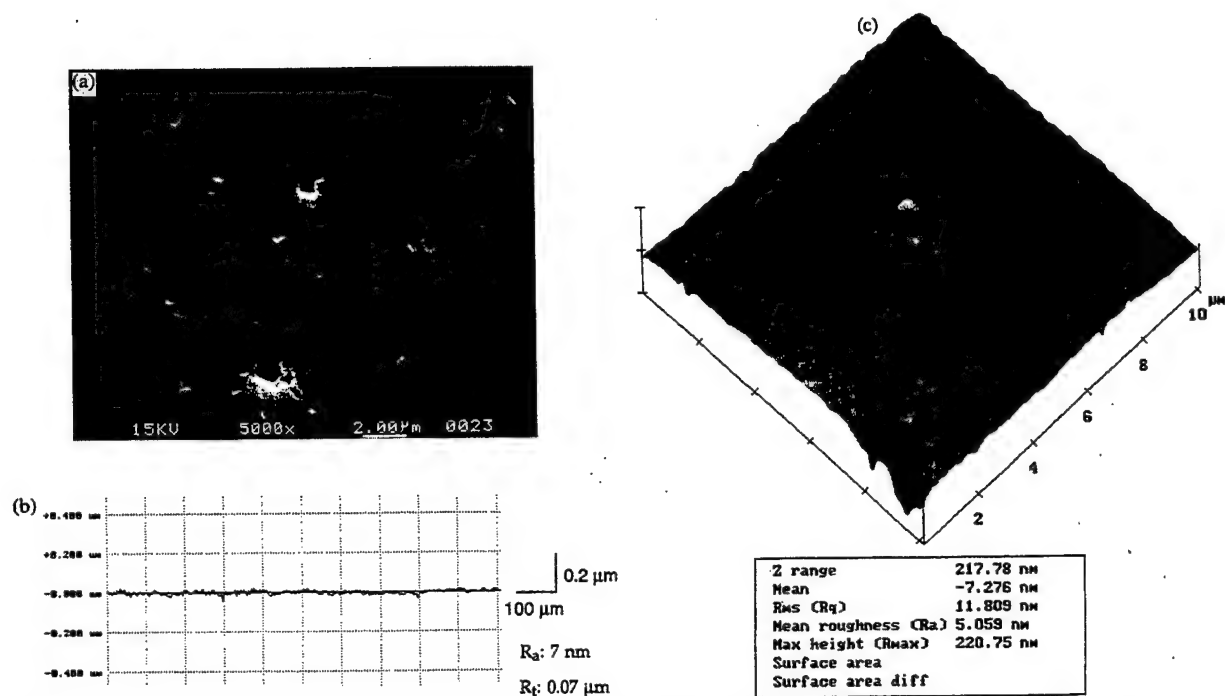 (a)
15KV 5000x 2.00µm 0023
(b)
+0.400 um
+0.200 um
-0.000 um
-0.200 um
-0.400 um
0.2 µm
100 µm
Ra: 7 nm
Rt: 0.07 µm
(c)
µm
10
8
6
4
2
Z range 217.78 nm
Mean -7.276 nm
Rms (Rq) 11.809 nm
Mean roughness (Ra) 5.059 nm
Max height (Rmax) 220.75 nm
Surface area
Surface area diff